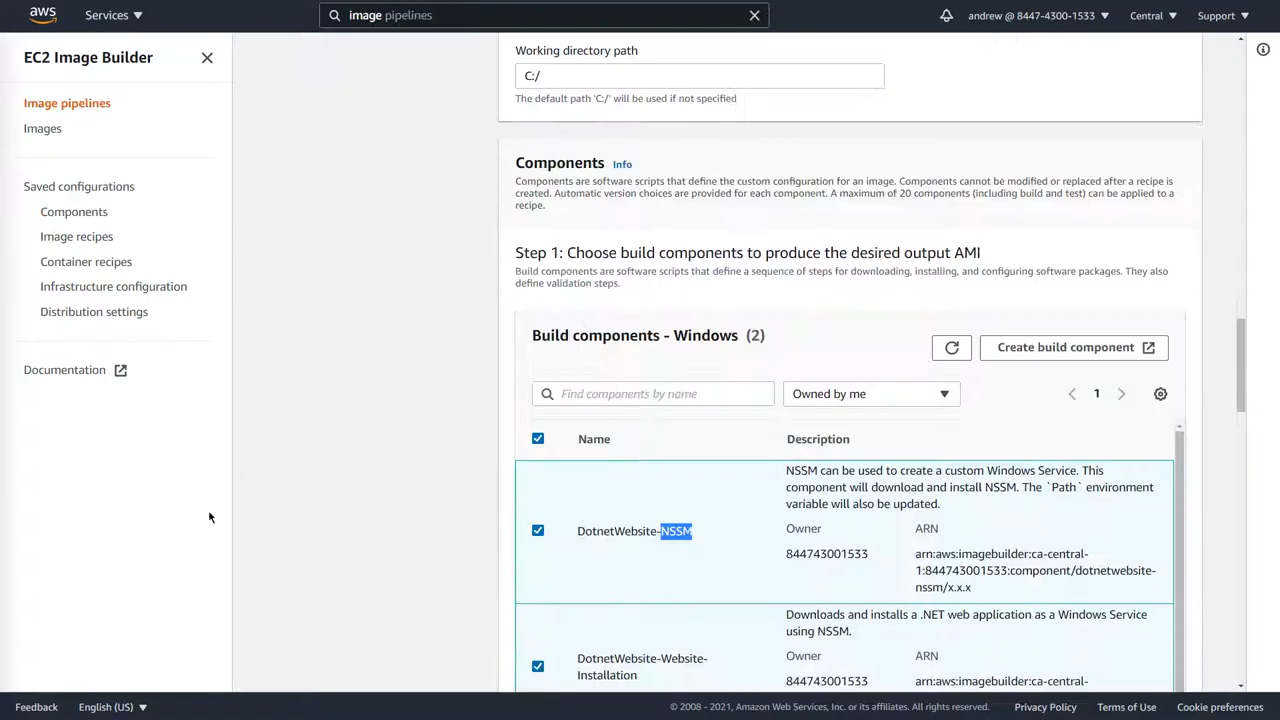 aws
Services
image pipelines
andrew @ 8447-4300-1533
Central
Support
EC2 Image Builder
Image pipelines
Images
Saved configurations
Components
Image recipes
Container recipes
Infrastructure configuration
Distribution settings
Documentation
Working directory path
C:/
The default path 'C:/' will be used if not specified
Components Info
Components are software scripts that define the custom configuration for an image. Components cannot be modified or replaced after a recipe is
created. Automatic version choices are provided for each component. A maximum of 20 components (including build and test) can be applied to a
recipe.
Step 1: Choose build components to produce the desired output AMI
Build components are software scripts that define a sequence of steps for downloading, installing, and configuring software packages. They also
define validation steps.
Build components - Windows (2)
Create build component
Find components by name
Owned by me
1
Name
Description
DotnetWebsite-NSSM
NSSM can be used to create a custom Windows Service. This
component will download and install NSSM. The `Path` environment
variable will also be updated.
Owner
ARN
844743001533
arn:aws:imagebuilder:ca-central-
1:844743001533:component/dotnetwebsite-
nssm/x.x.x
DotnetWebsite-Website-
Installation
Downloads and installs a .NET web application as a Windows Service
using NSSM.
Owner
ARN
844743001533
arn:aws:imagebuilder:ca-central-
Feedback
English (US)
© 2008 - 2021, Amazon Web Services, Inc. or its affiliates. All rights reserved.
Privacy Policy
Terms of Use
Cookie preferences